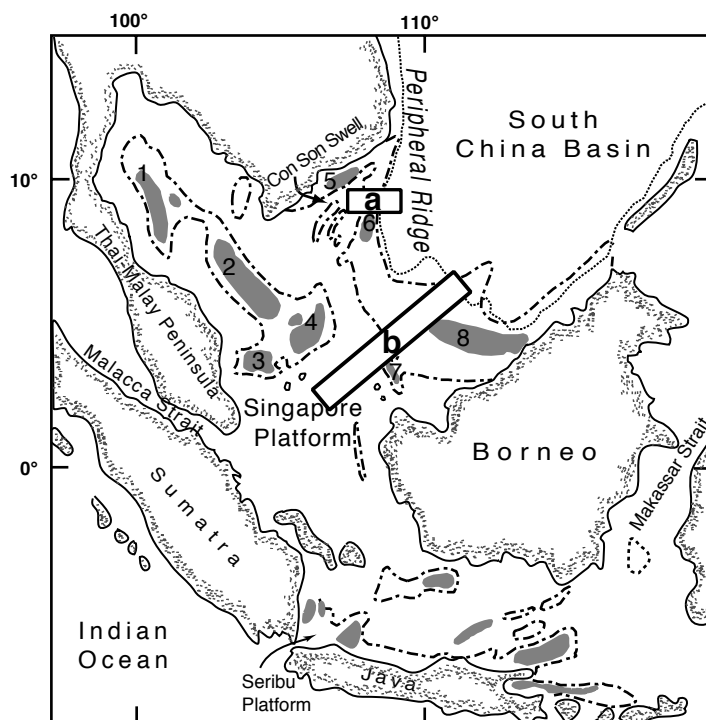 100°
110°
10°
0°
South
China Basin
Peripheral Ridge
Con Son Swell
1
2
3
4
5
6
7
8
a
b
Thai-Malay Peninsula
Malacca Strait
Singapore
Platform
Sumatra
Borneo
Makassar Strait
Indian
Ocean
Seribu
Platform
Java